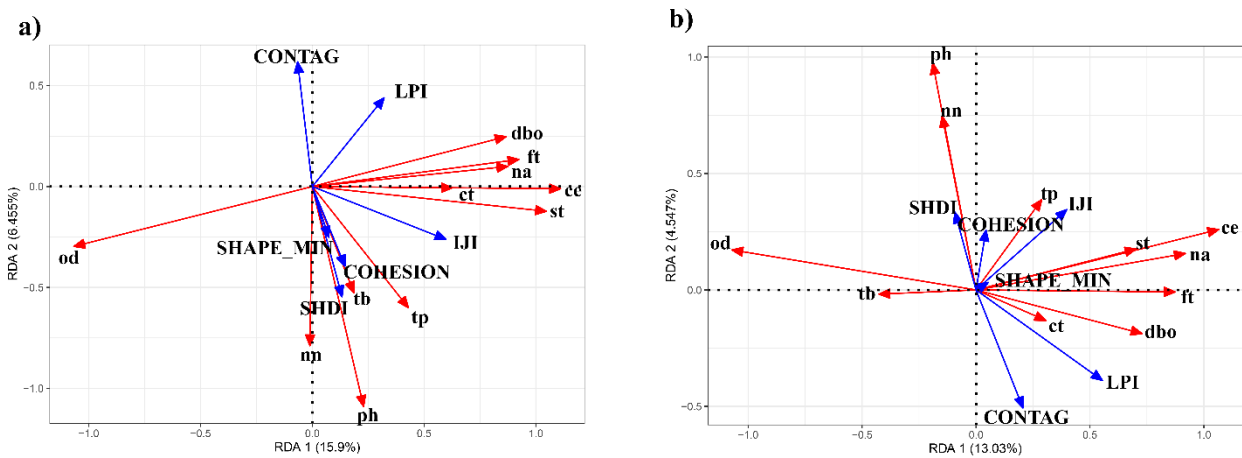 a)
CONTAG
LPI
dbo
ft
na
ct
ce
st
IJI
od
SHAPE_MIN
COHESION
tb
SHDI
tp
nn
ph
0.5
0.0
−0.5
−1.0
RDA 2 (6.455%)
−1.0
−0.5
0.0
0.5
1.0
RDA 1 (15.9%)
b)
ph
nn
tp
SHDI
IJI
COHESION
ce
od
st
na
SHAPE_MIN
tb
ft
ct
dbo
LPI
CONTAG
1.0
0.5
0.0
−0.5
RDA 2 (4.547%)
−1.0
−0.5
0.0
0.5
1.0
RDA 1 (13.03%)